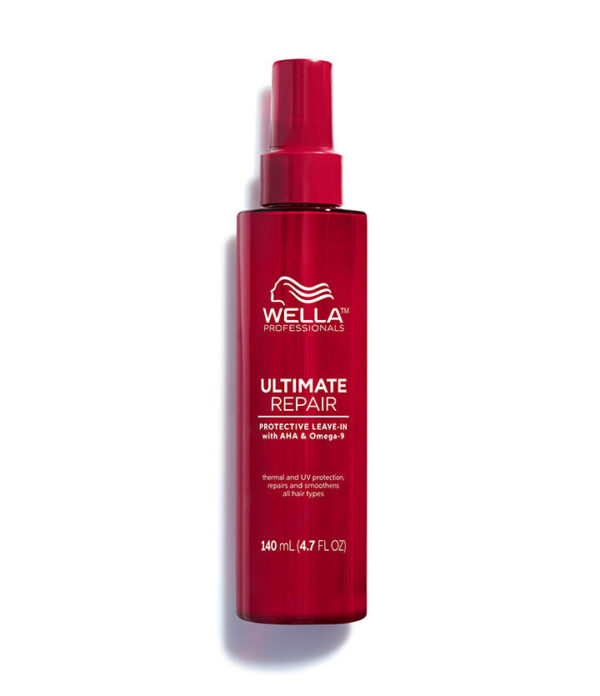 WELLA™
PROFESSIONALS
ULTIMATE
REPAIR
PROTECTIVE LEAVE-IN
with AHA & Omega-9
thermal and UV protection,
repairs and smoothens
all hair types
140 mL (4.7 FL OZ)